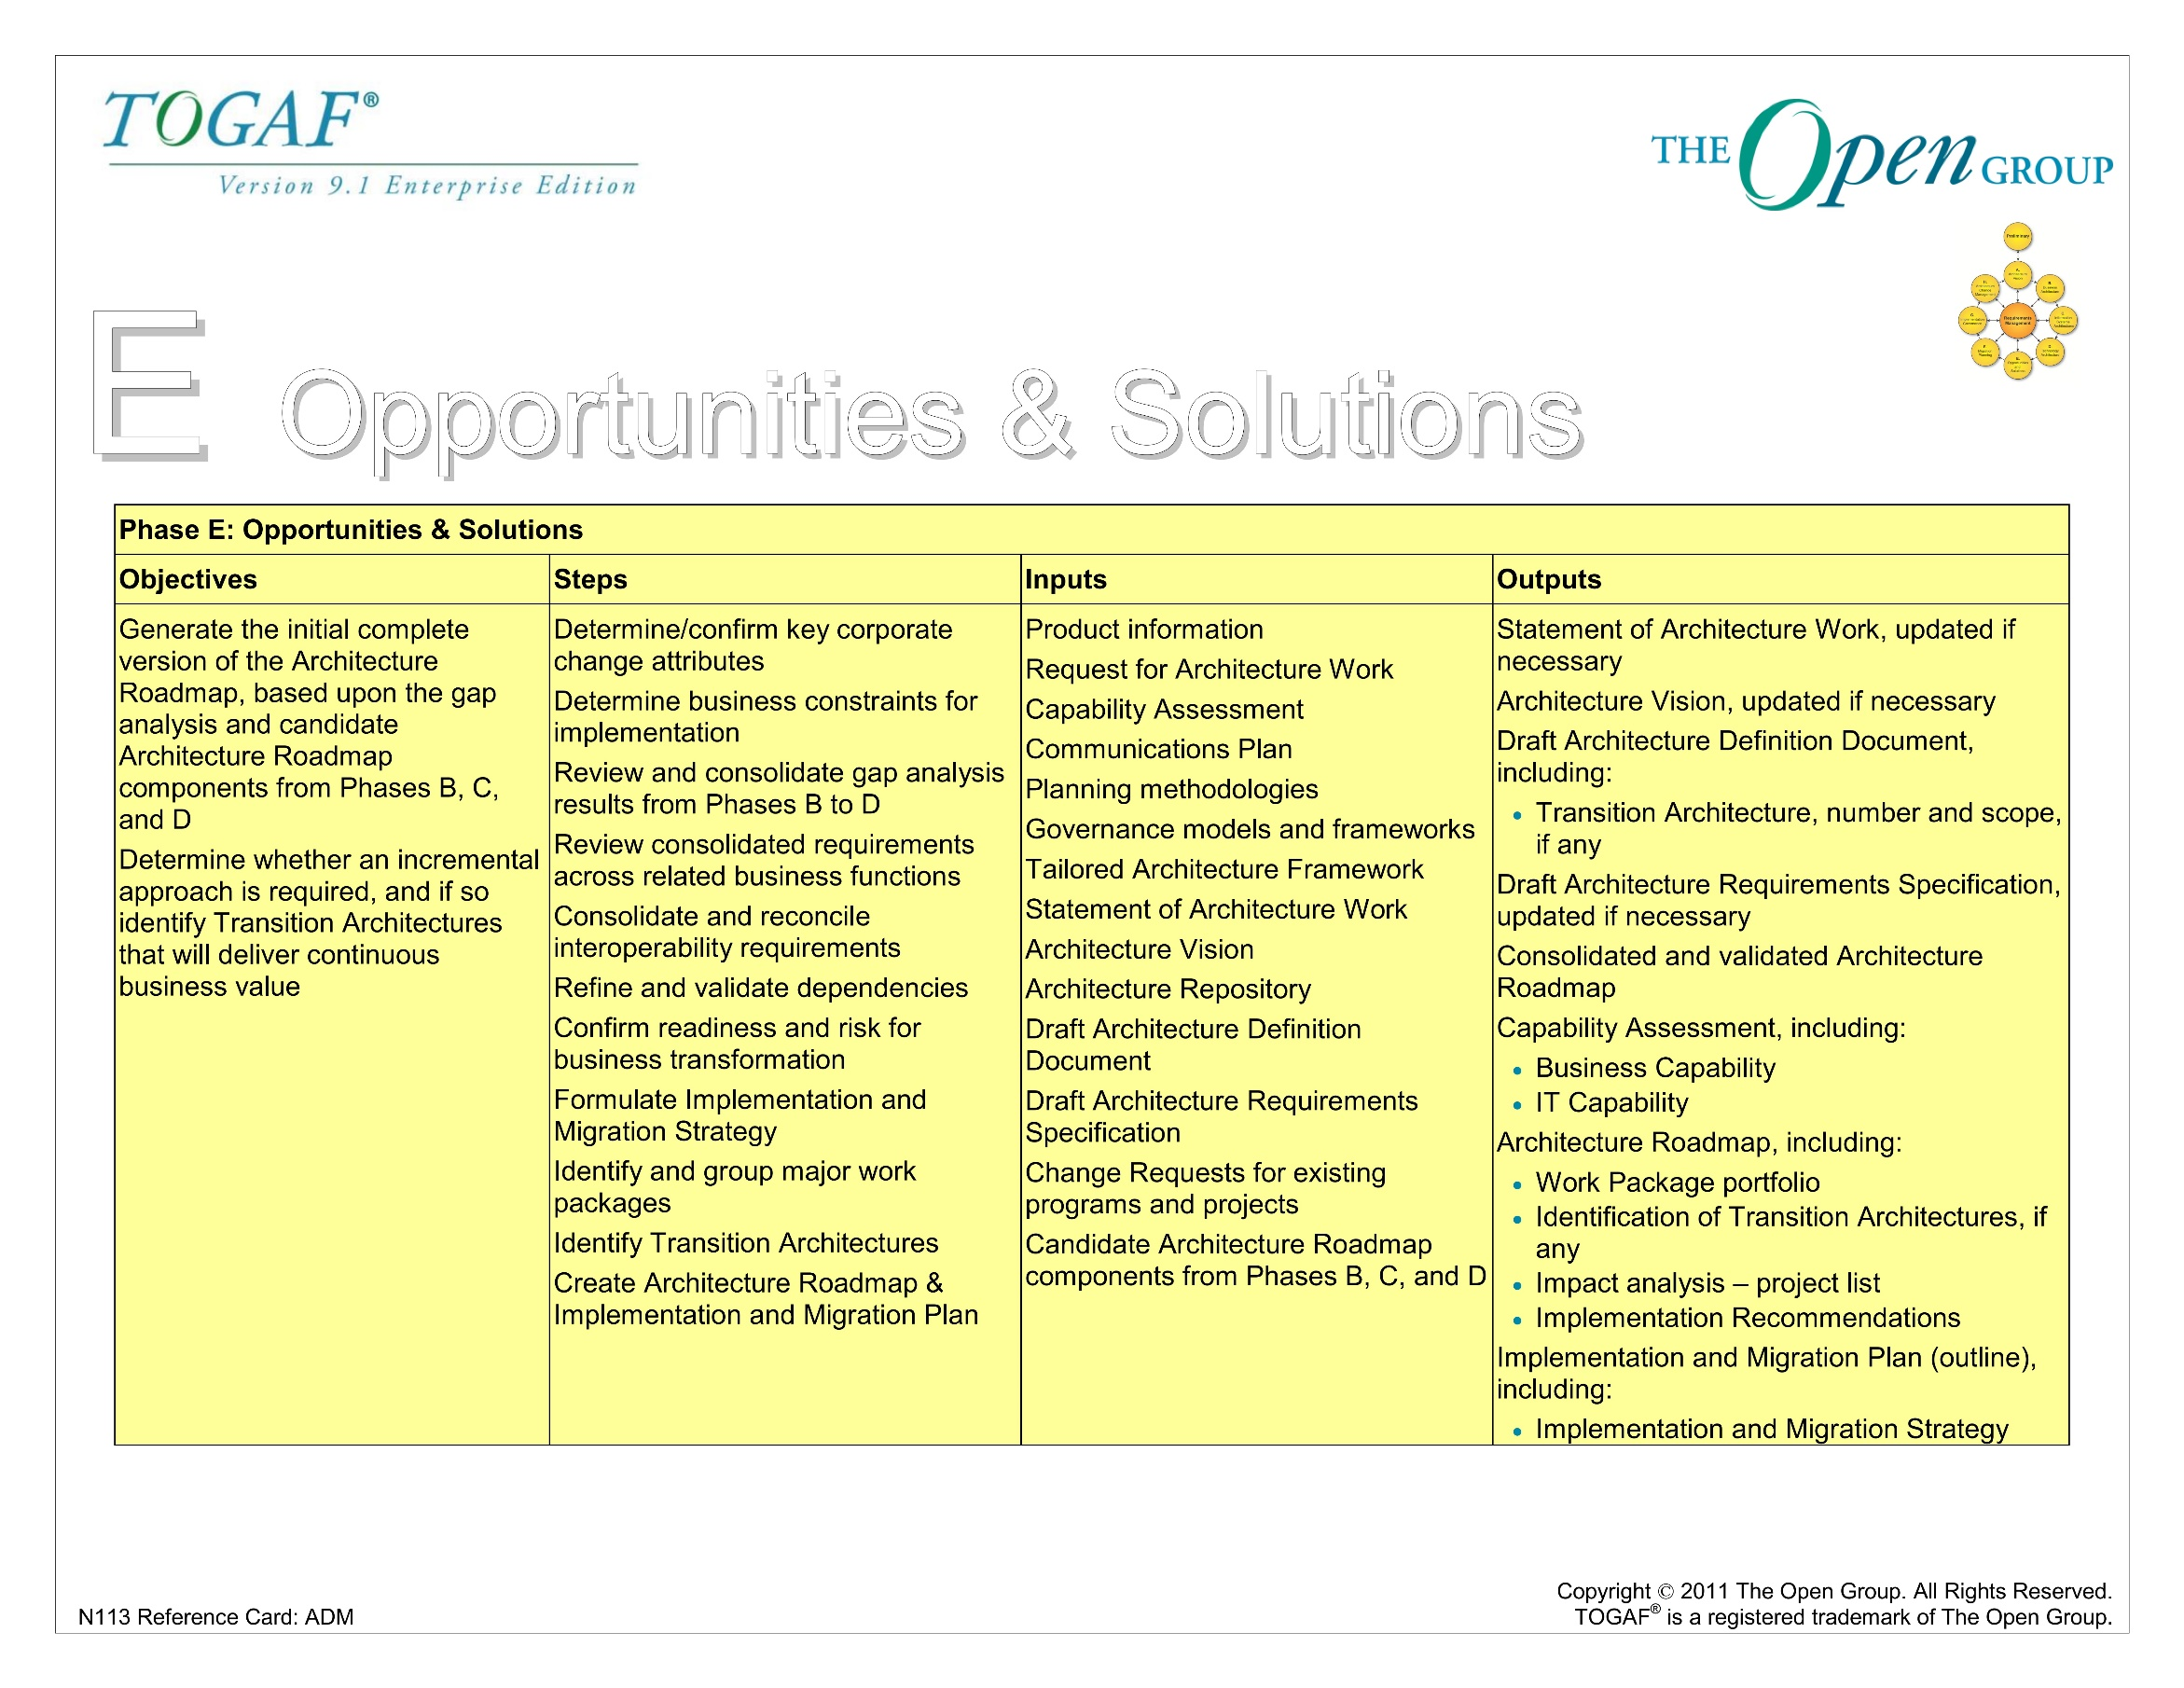 TOGAF®
Version 9.1 Enterprise Edition
THE Open GROUP
Preliminary
Requirements
Management
E Opportunities & Solutions
Phase E: Opportunities & Solutions
Objectives
Generate the initial complete
version of the Architecture
Roadmap, based upon the gap
analysis and candidate
Architecture Roadmap
components from Phases B, C,
and D
Determine whether an incremental
approach is required, and if so
identify Transition Architectures
that will deliver continuous
business value
Steps
Determine/confirm key corporate
change attributes
Determine business constraints for
implementation
Review and consolidate gap analysis
results from Phases B to D
Review consolidated requirements
across related business functions
Consolidate and reconcile
interoperability requirements
Refine and validate dependencies
Confirm readiness and risk for
business transformation
Formulate Implementation and
Migration Strategy
Identify and group major work
packages
Identify Transition Architectures
Create Architecture Roadmap &
Implementation and Migration Plan
Inputs
Product information
Request for Architecture Work
Capability Assessment
Communications Plan
Planning methodologies
Governance models and frameworks
Tailored Architecture Framework
Statement of Architecture Work
Architecture Vision
Architecture Repository
Draft Architecture Definition
Document
Draft Architecture Requirements
Specification
Change Requests for existing
programs and projects
Candidate Architecture Roadmap
components from Phases B, C, and D
Outputs
Statement of Architecture Work, updated if
necessary
Architecture Vision, updated if necessary
Draft Architecture Definition Document,
including:
• Transition Architecture, number and scope,
if any
Draft Architecture Requirements Specification,
updated if necessary
Consolidated and validated Architecture
Roadmap
Capability Assessment, including:
• Business Capability
• IT Capability
Architecture Roadmap, including:
• Work Package portfolio
• Identification of Transition Architectures, if
any
• Impact analysis – project list
• Implementation Recommendations
Implementation and Migration Plan (outline),
including:
• Implementation and Migration Strategy
N113 Reference Card: ADM
Copyright © 2011 The Open Group. All Rights Reserved.
TOGAF® is a registered trademark of The Open Group.